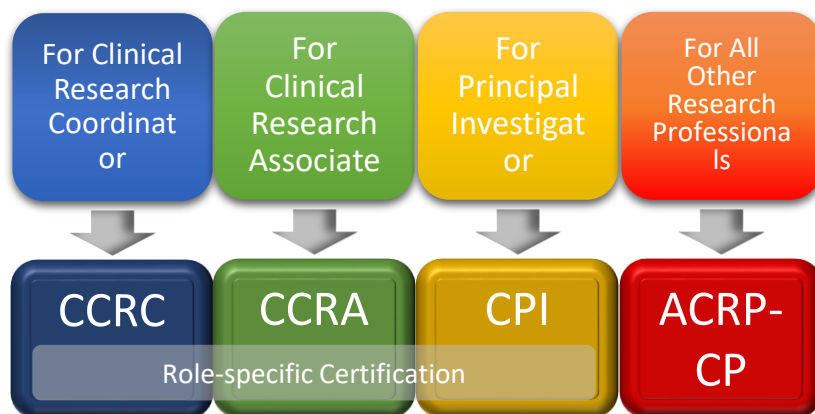 For Clinical
Research
Coordinat
or
For
Clinical
Research
Associate
For
Principal
Investigat
or
For All
Other
Research
Professiona
ls
CCRC
CCRA
CPI
ACRP-
CP
Role-specific Certification